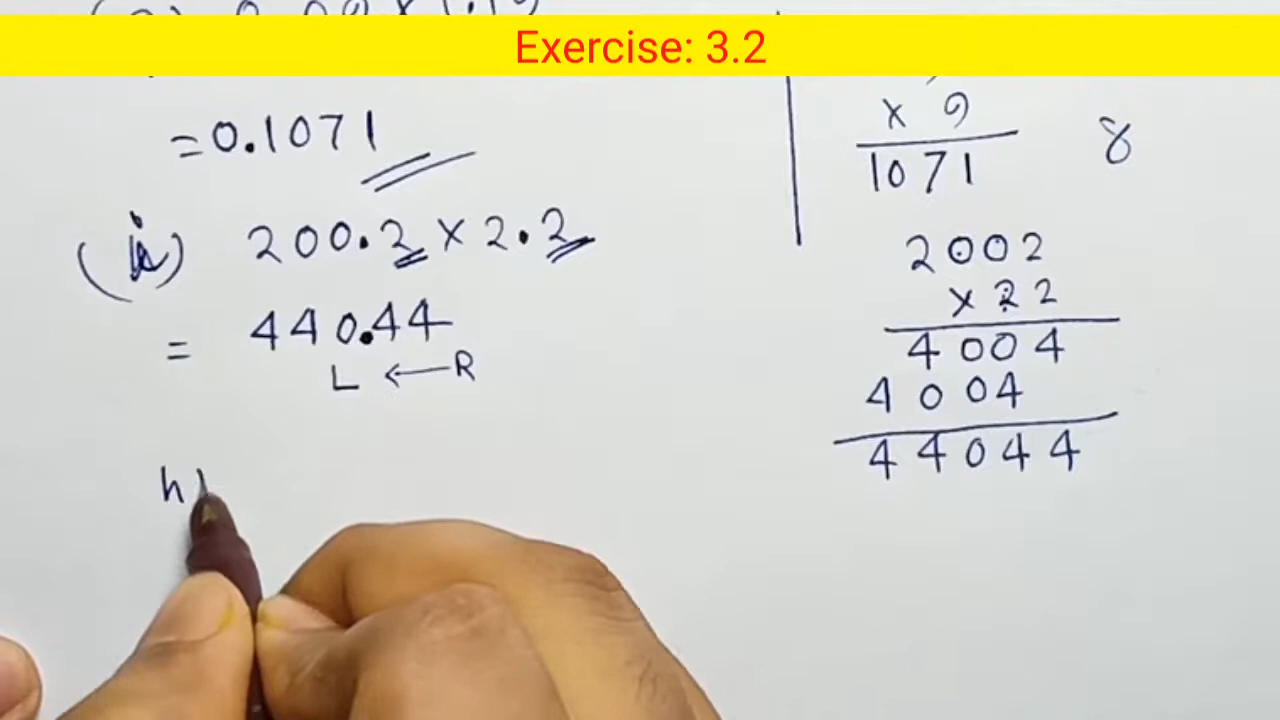 Exercise: 3.2
= 0.1071
200.2 × 2.2
= 440.44
L ← R
h)
× 9
1071
8
2002
× 22
4004
4004
44044